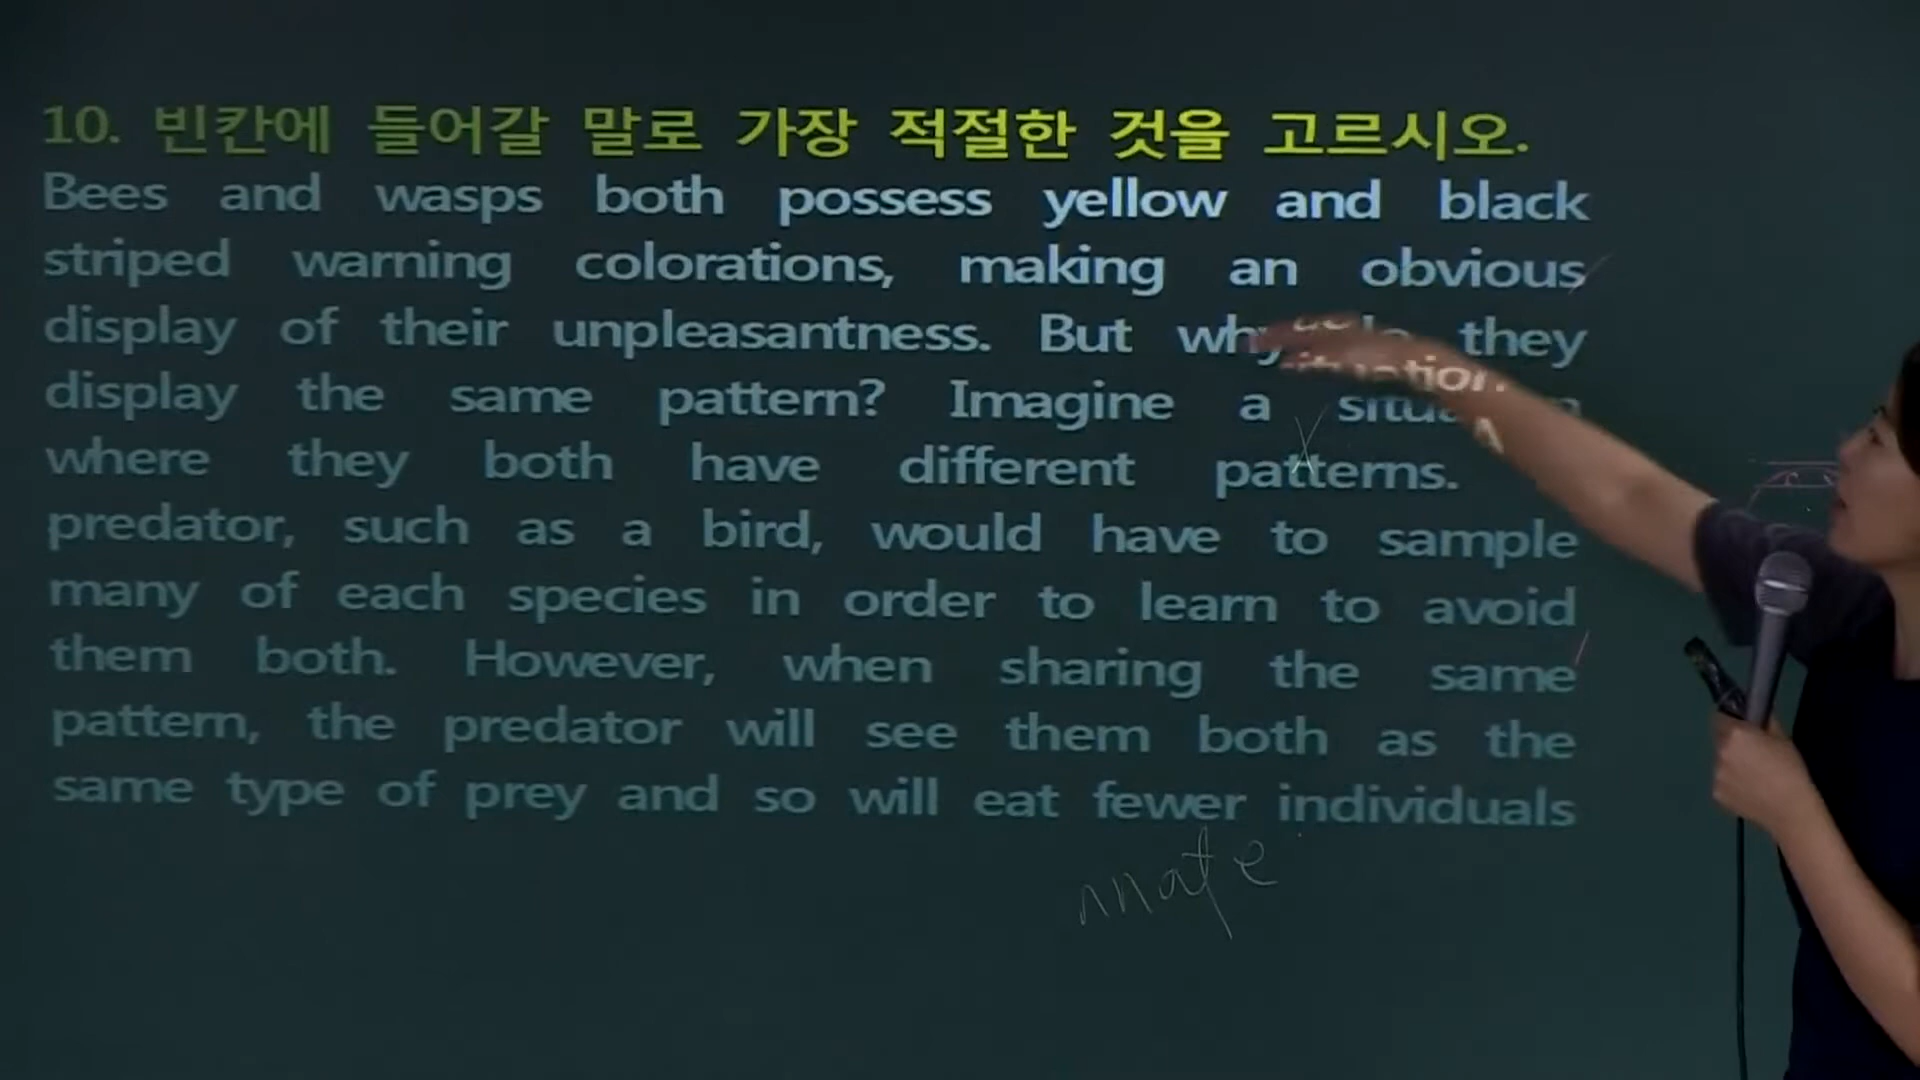 10. 빈칸에 들어갈 말로 가장 적절한 것을 고르시오.
Bees and wasps both possess yellow and black
striped warning colorations, making an obvious
display of their unpleasantness. But why do they
display the same pattern? Imagine a situation
where they both have different patterns. A
predator, such as a bird, would have to sample
many of each species in order to learn to avoid
them both. However, when sharing the same
pattern, the predator will see them both as the
same type of prey and so will eat fewer individuals
mate